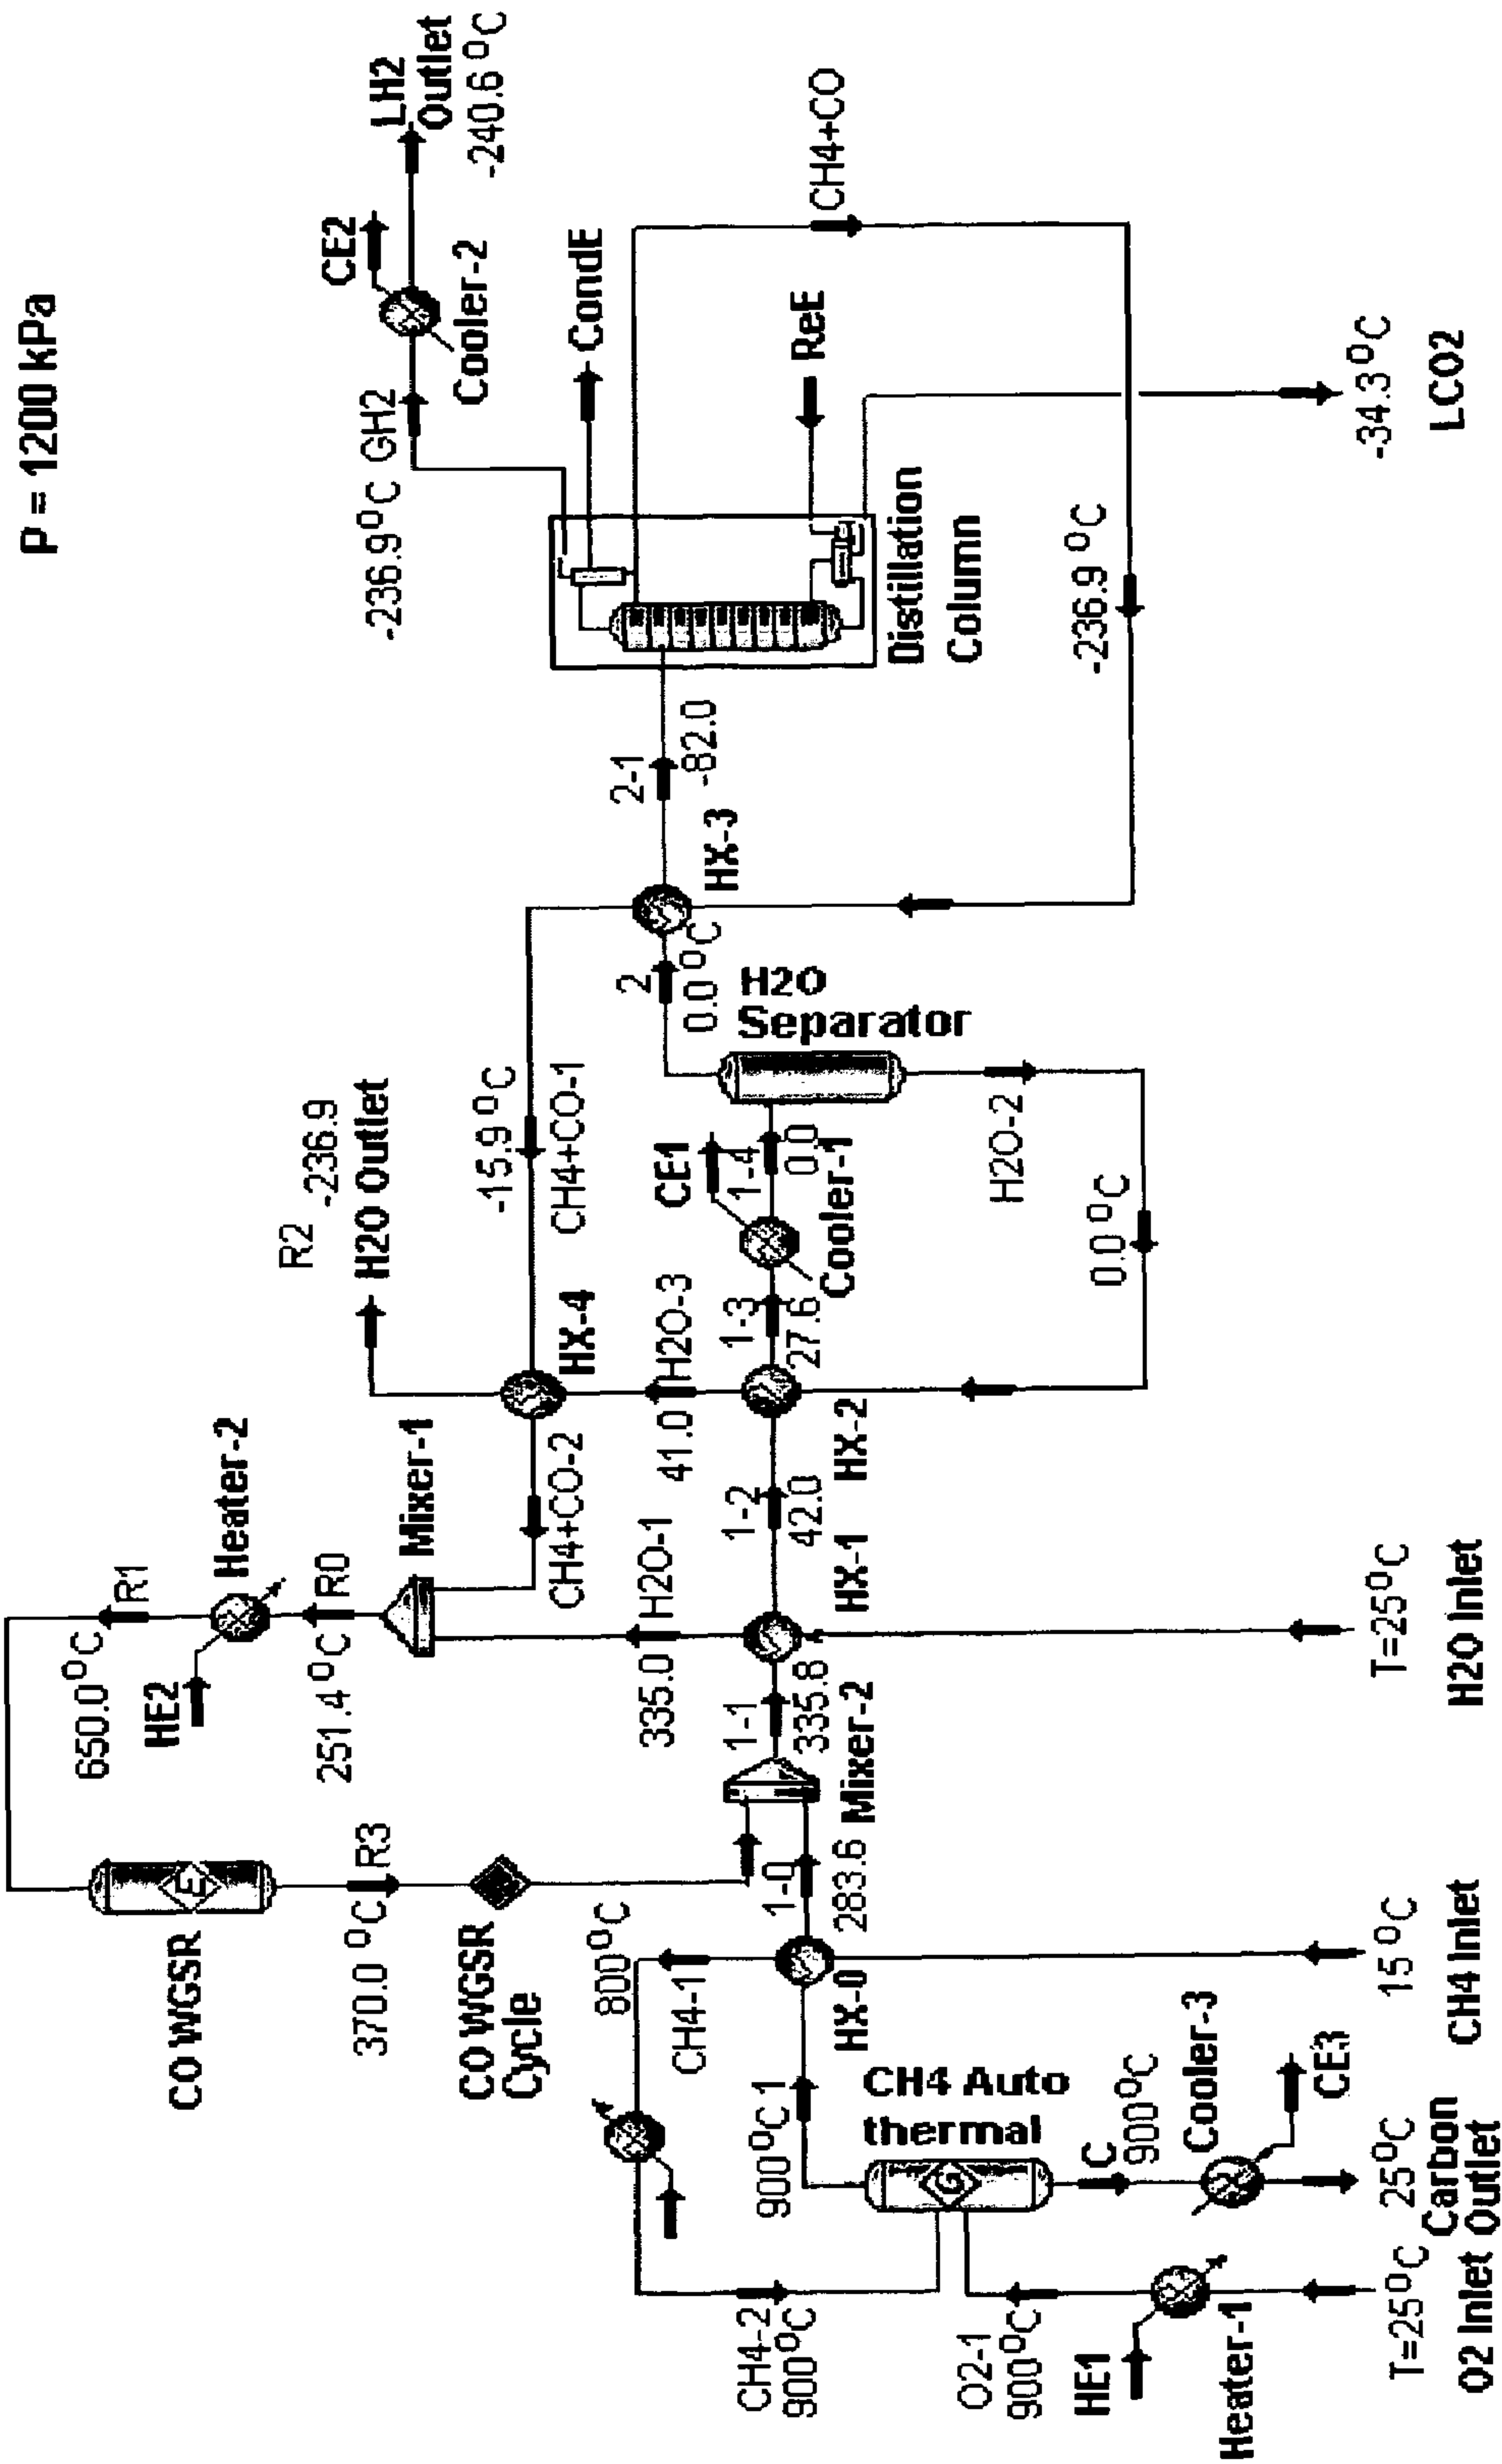 P = 1200 kPa
LH2
Outlet
-240.6 °C
CE2
Cooler-2
-236.9°C GH2
CondE
ReE
CH4+CO
Distillation
Column
-236.9 °C
-34.3°C
LCO2
2-1
-82.0
HX-3
2
0.0 °C
H2O
Separator
R2 -236.9
H2O Outlet
-15.9 °C
CH4+CO-1
HX-4
CE1
1-4
0.0
Cooler-1
H2O-2
0.0 °C
41.0 H2O-3
1-3
27.6
HX-2
1-2
42.0
HX-1
Heater-2
Mixer-1
CH4+CO-2
R1
650.0°C
HE2
251.4 °C R0
335.0 H2O-1
1-1
335.8
Mixer-2
T=25°C
H2O Inlet
E
CO WGSR
370.0 °C R3
CO WGSR
Cycle
1-0
283.6
HX-0
800°C
CH4-1
15°C
CH4 Inlet
900°C 1
CH4 Auto
thermal
G
C
900°C
Cooler-3
CE3
25°C
Carbon
Outlet
CH4-2
900°C
O2-1
900°C
HE1
Heater-1
T=25°C
O2 Inlet